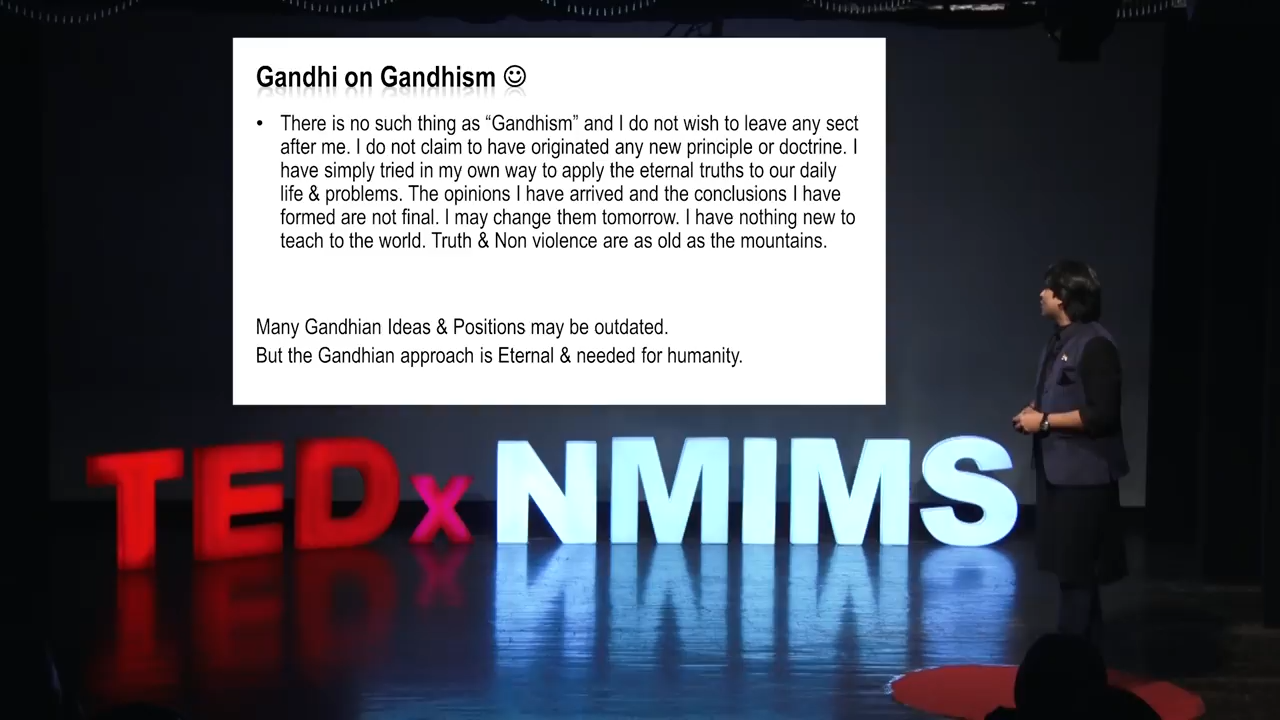 Gandhi on Gandhism ☺
• There is no such thing as “Gandhism” and I do not wish to leave any sect
after me. I do not claim to have originated any new principle or doctrine. I
have simply tried in my own way to apply the eternal truths to our daily
life & problems. The opinions I have arrived and the conclusions I have
formed are not final. I may change them tomorrow. I have nothing new to
teach to the world. Truth & Non violence are as old as the mountains.
Many Gandhian Ideas & Positions may be outdated.
But the Gandhian approach is Eternal & needed for humanity.
TEDxNMIMS